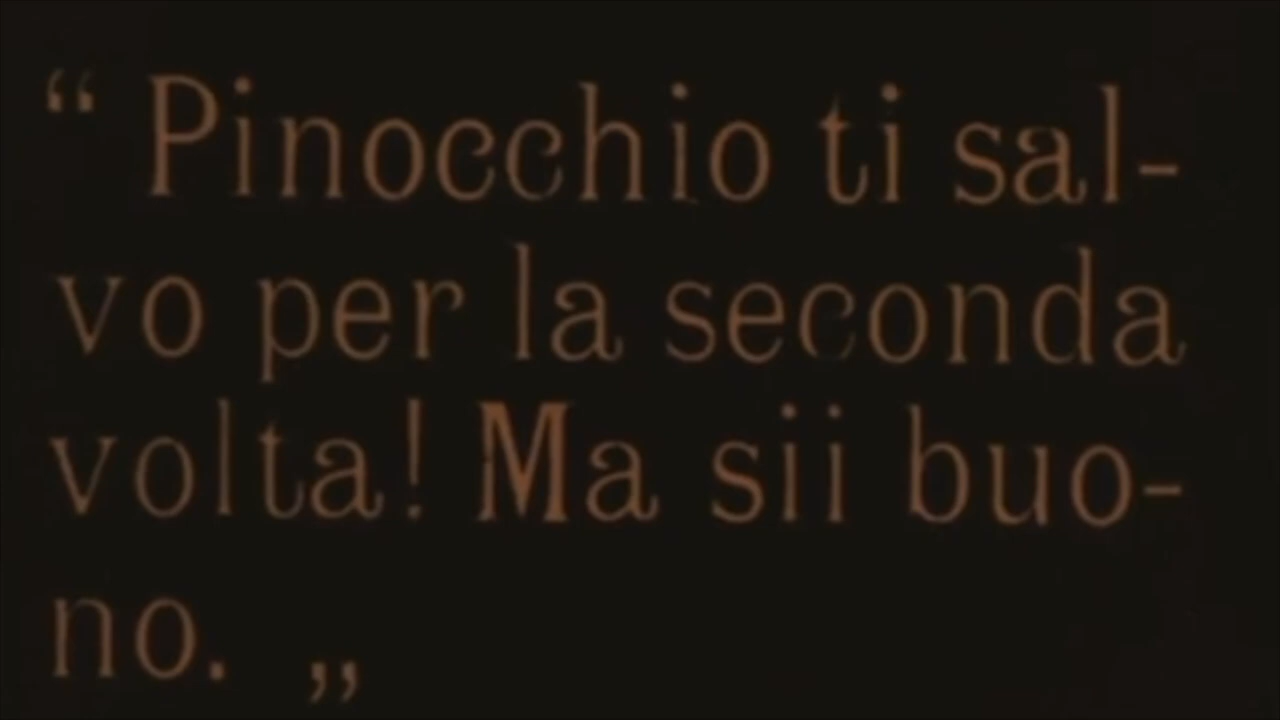 “ Pinocchio ti sal-
vo per la seconda
volta! Ma sii buo-
no. „